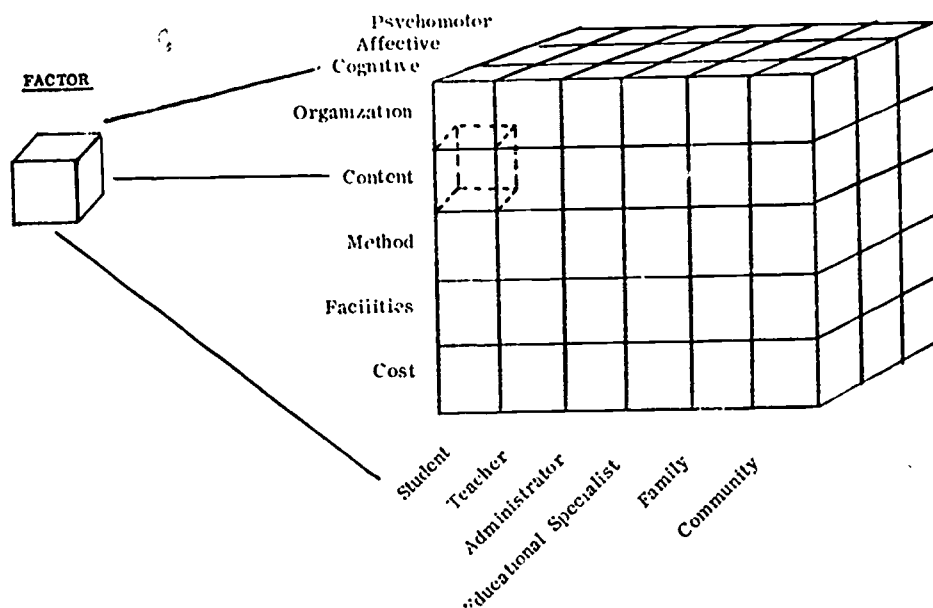 Psychomotor
Affective
Cognitive
FACTOR
Organization
Content
Method
Facilities
Cost
Student
Teacher
Administrator
Educational Specialist
Family
Community